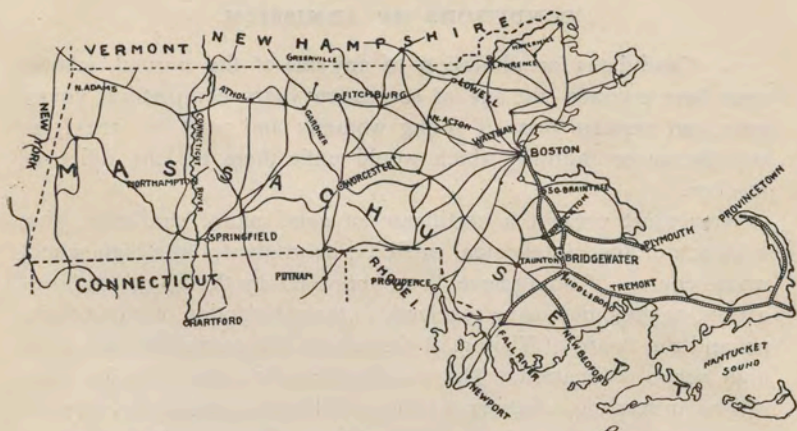 VERMONT
NEW HAMPSHIRE
GREENVILLE
HAVERHILL
LAWRENCE
LOWELL
N. ADAMS
ATHOL
FITCHBURG
GARDNER
N. ACTON
WALTHAM
NEW YORK
CONNECTICUT RIVER
BOSTON
MASSACHUSETTS
NORTHAMPTON
WORCESTER
SO. BRAINTREE
BROCKTON
PLYMOUTH
PROVINCETOWN
SPRINGFIELD
TAUNTON
BRIDGEWATER
CONNECTICUT
PUTNAM
RHODE I.
PROVIDENCE
MIDDLEBORO
TREMONT
HARTFORD
FALL RIVER
NEW BEDFORD
NEWPORT
NANTUCKET
SOUND